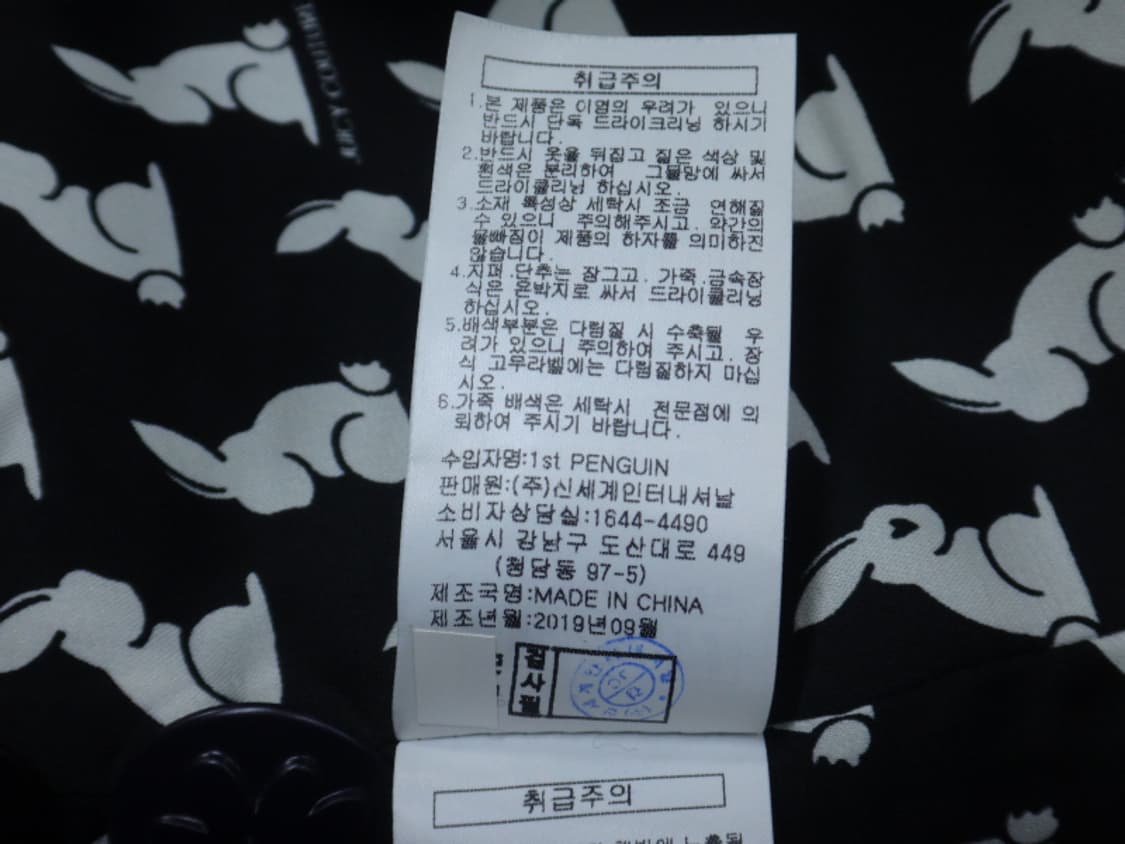 JUICY COUTURE
취급주의
1.본 제품은 이염의 우려가 있으니
반드시 단독 드라이크리닝 하시기
바랍니다.
2.반드시 옷을 뒤집고 짙은 색상 및
흰색은 분리하여 그물망에 싸서
드라이클리닝 하십시오.
3.소재 특성상 세탁시 조금 연해질
수 있으니 주의해주시고. 약간의
물빠짐이 제품의 하자를 의미하진
않습니다.
4.지퍼.단추는 잠그고. 가죽.금속장
식은 은박지로 싸서 드라이클리닝
하십시오.
5.배색부분은 다림질 시 수축될 우
려가 있으니 주의하여 주시고. 장
식 고무라벨에는 다림질하지 마십
시오.
6.가죽 배색은 세탁시 전문점에 의
뢰하여 주시기 바랍니다.
수입자명:1st PENGUIN
판매원:(주)신세계인터내셔날
소비자상담실:1644-4490
서울시 강남구 도산대로 449
(청담동 97-5)
제조국명:MADE IN CHINA
제조년월:2019년09월
검사필
취급주의